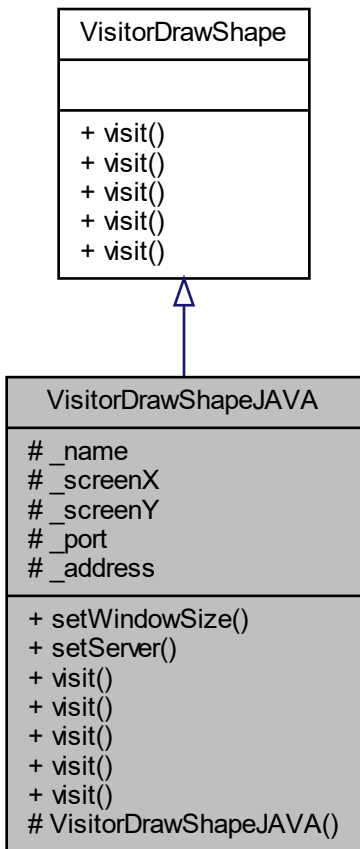 VisitorDrawShape
+ visit()
+ visit()
+ visit()
+ visit()
+ visit()
VisitorDrawShapeJAVA
# _name
# _screenX
# _screenY
# _port
# _address
+ setWindowSize()
+ setServer()
+ visit()
+ visit()
+ visit()
+ visit()
+ visit()
# VisitorDrawShapeJAVA()